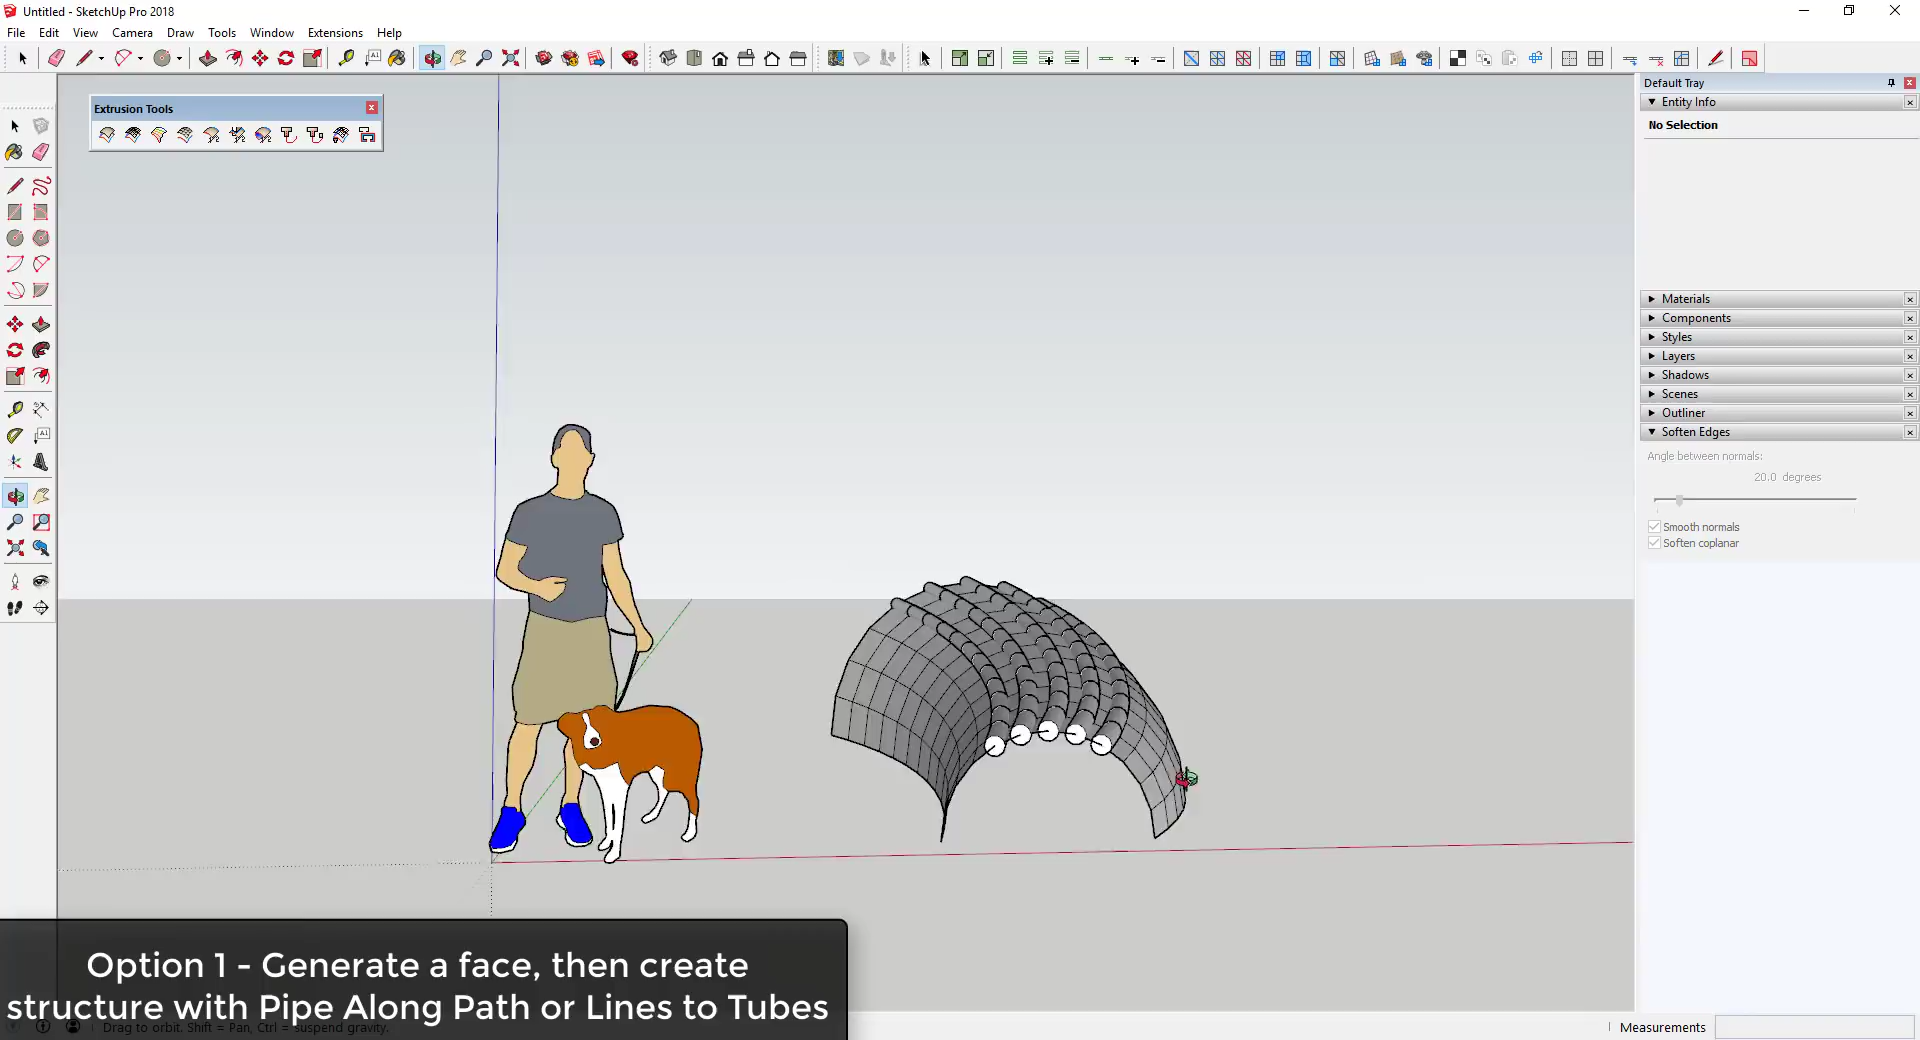 Untitled - SketchUp Pro 2018
File Edit View Camera Draw Tools Window Extensions Help
Default Tray
Extrusion Tools
Entity Info
No Selection
Materials
Components
Styles
Layers
Shadows
Scenes
Outliner
Soften Edges
Angle between normals:
20.0 degrees
Smooth normals
Soften coplanar
Option 1 - Generate a face, then create
structure with Pipe Along Path or Lines to Tubes
Drag to orbit. Shift = Pan, Ctrl = suspend gravity.
Measurements